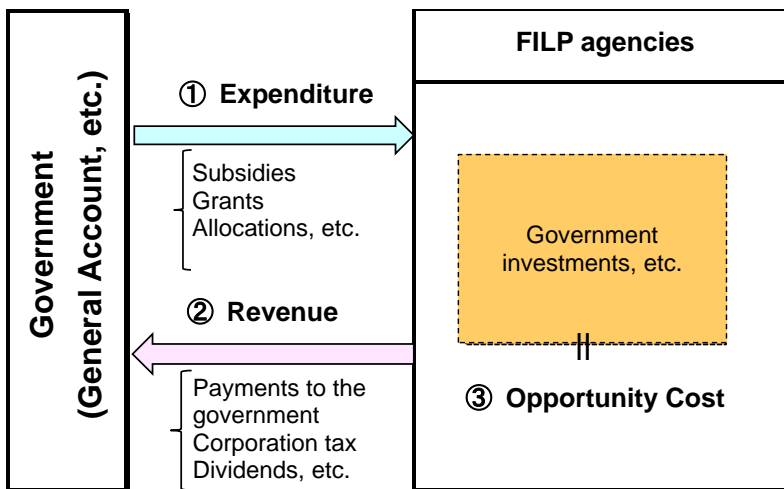 Government
(General Account, etc.)
① Expenditure
Subsidies
Grants
Allocations, etc.
② Revenue
Payments to the
government
Corporation tax
Dividends, etc.
FILP agencies
Government
investments, etc.
③ Opportunity Cost